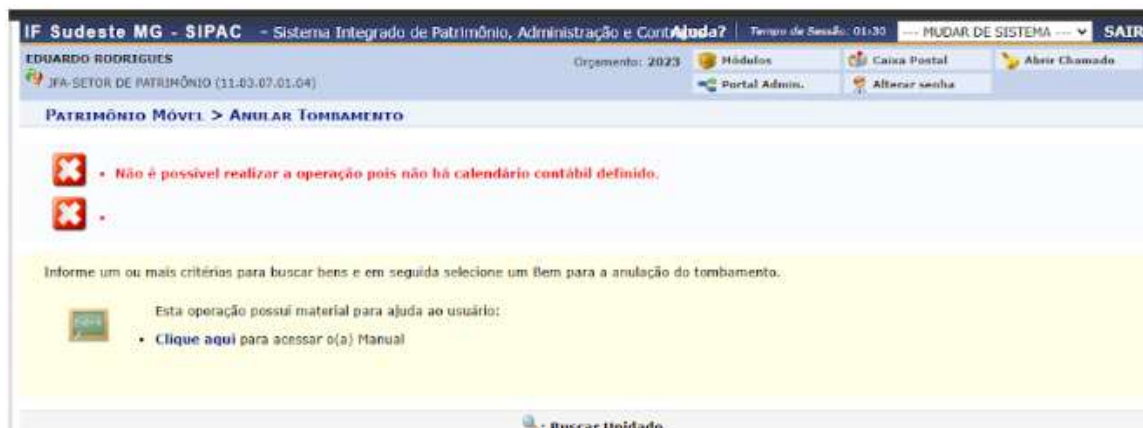 IF Sudeste MG - SIPAC - Sistema Integrado de Patrimônio, Administração e Contr Ajuda? Tempo de Sessão: 01:30 --- MUDAR DE SISTEMA --- SAIR
EDUARDO RODRIGUES Orçamento: 2023 Módulos Caixa Postal Abrir Chamado
JFA-SETOR DE PATRIMÔNIO (11.03.07.01.04) Portal Admin. Alterar senha
PATRIMÔNIO MÓVEL > ANULAR TOMBAMENTO
• Não é possível realizar a operação pois não há calendário contábil definido.
•
Informe um ou mais critérios para buscar bens e em seguida selecione um Bem para a anulação do tombamento.
Esta operação possui material para ajuda ao usuário:
• Clique aqui para acessar o(a) Manual
: Buscar Unidade